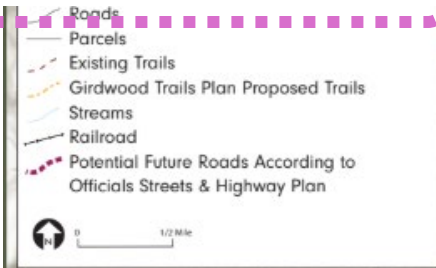 Roads
Parcels
Existing Trails
Girdwood Trails Plan Proposed Trails
Streams
Railroad
Potential Future Roads According to
Officials Streets & Highway Plan
N
0 1/2 Mile